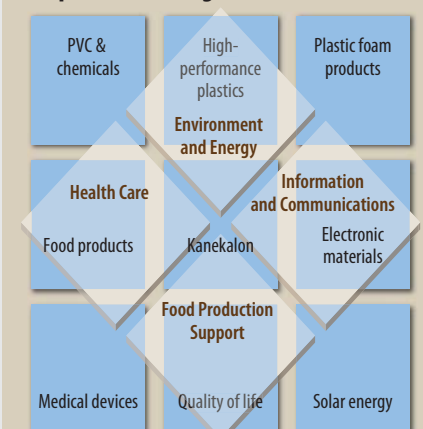 PVC &
chemicals
High-
performance
plastics
Plastic foam
products
Environment
and Energy
Health Care
Information
and Communications
Food products
Kanekalon
Electronic
materials
Food Production
Support
Medical devices
Quality of life
Solar energy